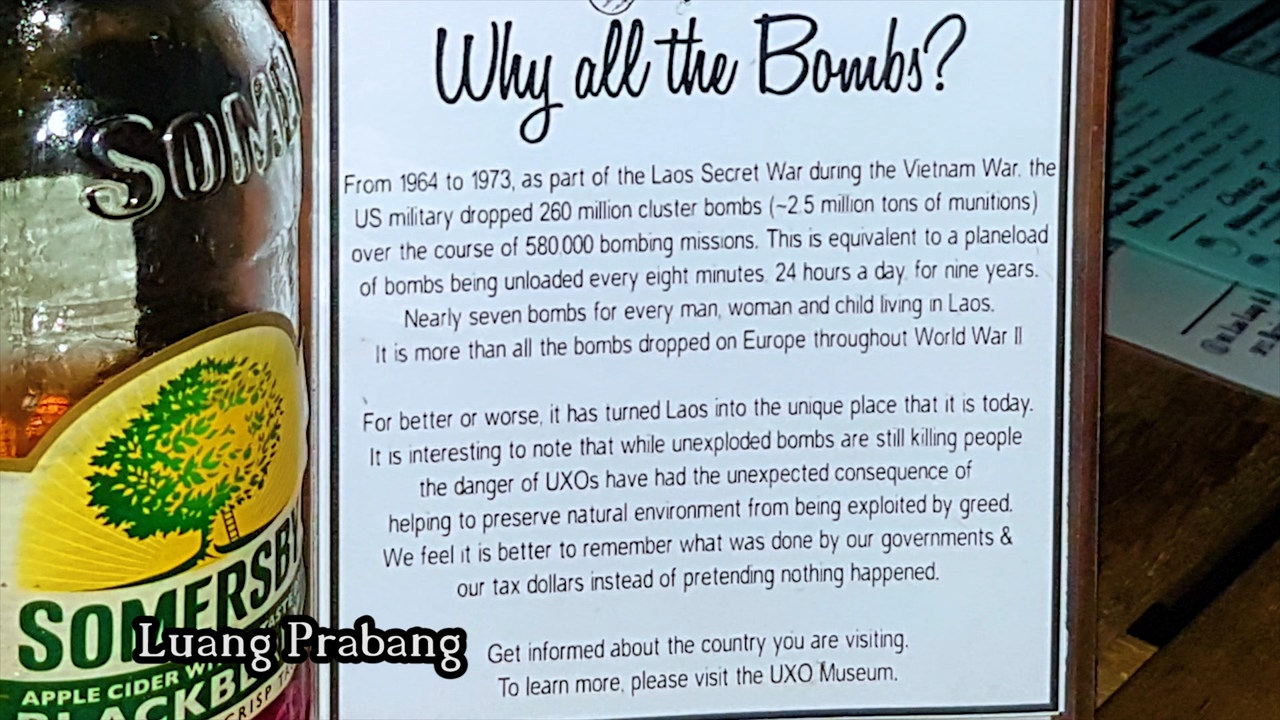 Why all the Bombs?
From 1964 to 1973, as part of the Laos Secret War during the Vietnam War, the
US military dropped 260 million cluster bombs (~2.5 million tons of munitions)
over the course of 580,000 bombing missions. This is equivalent to a planeload
of bombs being unloaded every eight minutes, 24 hours a day, for nine years.
Nearly seven bombs for every man, woman and child living in Laos.
It is more than all the bombs dropped on Europe throughout World War II
For better or worse, it has turned Laos into the unique place that it is today.
It is interesting to note that while unexploded bombs are still killing people
the danger of UXOs have had the unexpected consequence of
helping to preserve natural environment from being exploited by greed.
We feel it is better to remember what was done by our governments &
our tax dollars instead of pretending nothing happened.
Get informed about the country you are visiting.
To learn more, please visit the UXO Museum.
SOM
SOMERSBY
APPLE CIDER WI
BLACKB
CRISP TA
Luang Prabang